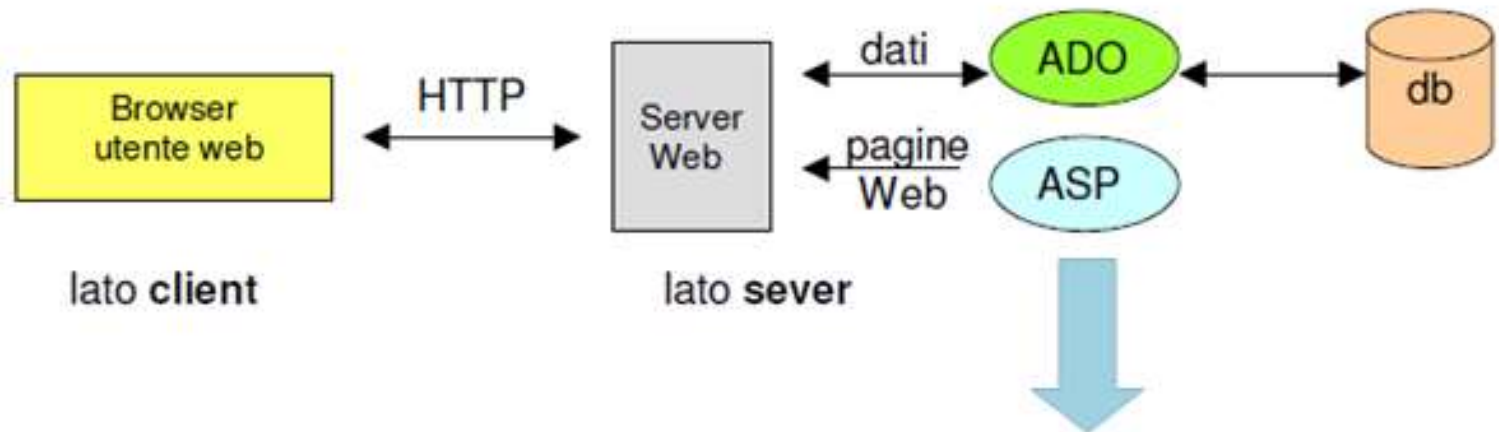 Browser
utente web
HTTP
Server
Web
dati
pagine
Web
ADO
ASP
db
lato client
lato sever